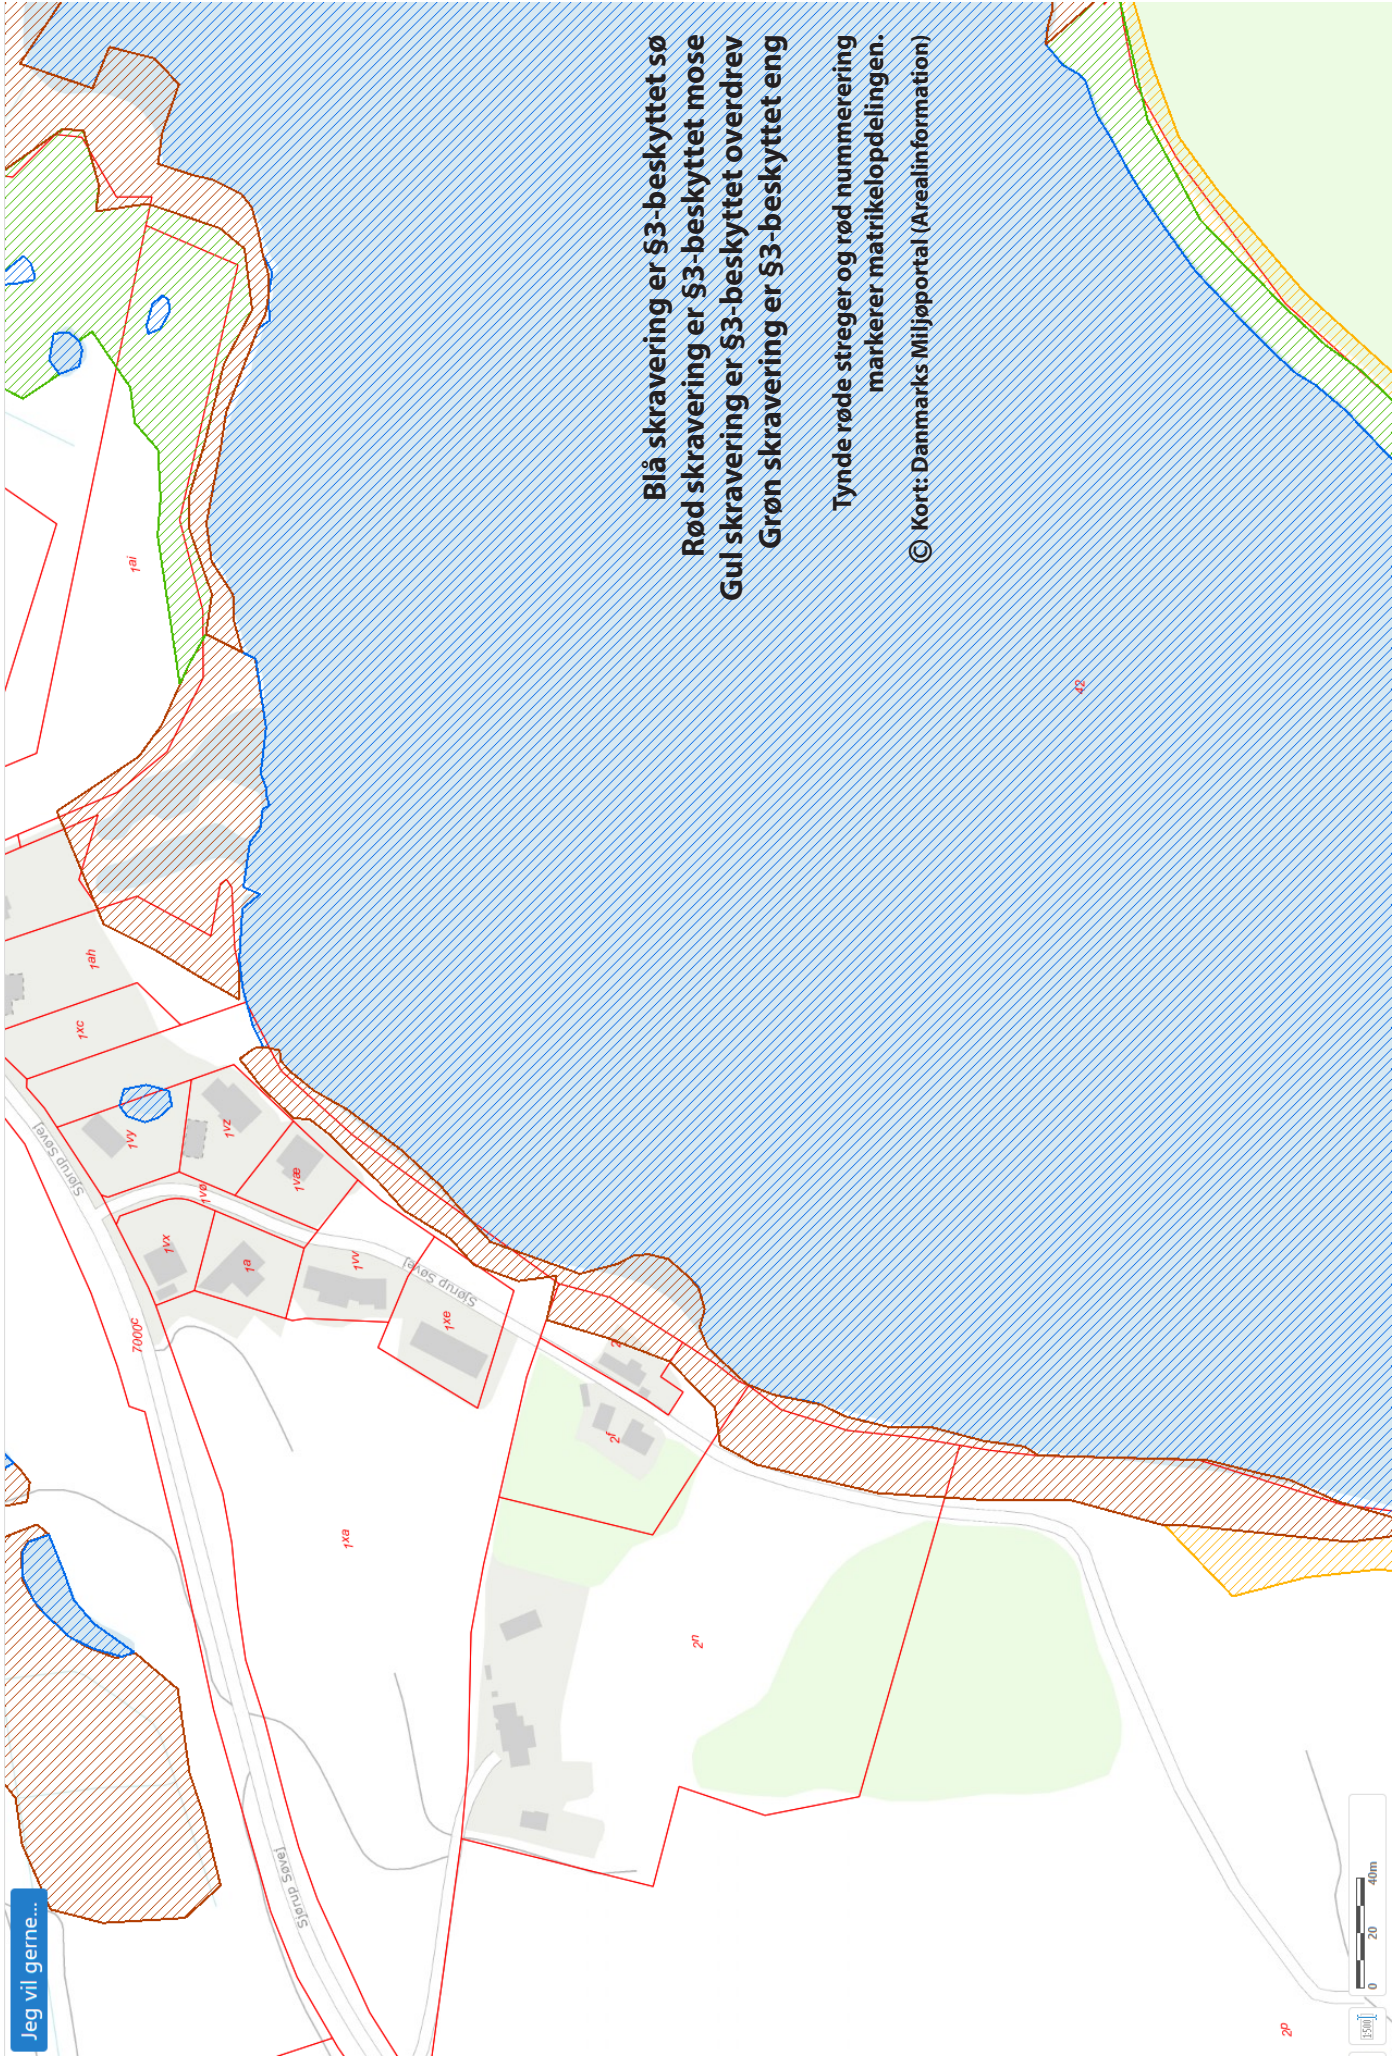 Blå skravering er §3-beskyttet sø
Rød skravering er §3-beskyttet mose
Gul skravering er §3-beskyttet overdrev
Grøn skravering er §3-beskyttet eng
Tynde røde streger og rød nummerering
markerer matrikelopdelingen.
© Kort: Danmarks Miljøportal (Arealinformation)
Jeg vil gerne...
Sjørup Søvej
Sjørup Søvej
Sjørup Søvej
7000c
1ai
1ah
1xc
1vy
1vz
1væ
1vø
1vx
1a
1vv
1xe
1xa
2f
2n
2p
42
0 20 40m